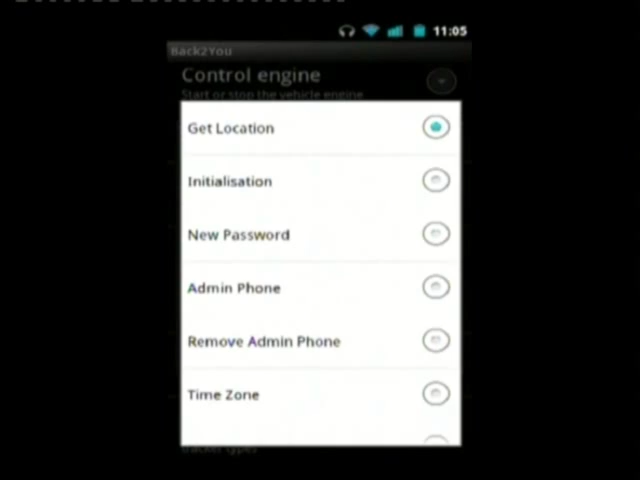 11:05
Back2You
Control engine
Start or stop the vehicle engine
Get Location
Initialisation
New Password
Admin Phone
Remove Admin Phone
Time Zone
tracker types